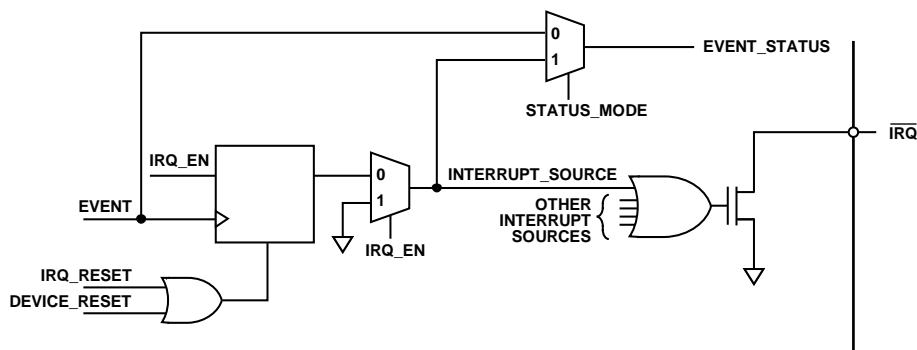 0
EVENT_STATUS
1
STATUS_MODE
IRQ
IRQ_EN
0
INTERRUPT_SOURCE
1
EVENT
OTHER
INTERRUPT
SOURCES
IRQ_EN
IRQ_RESET
DEVICE_RESET